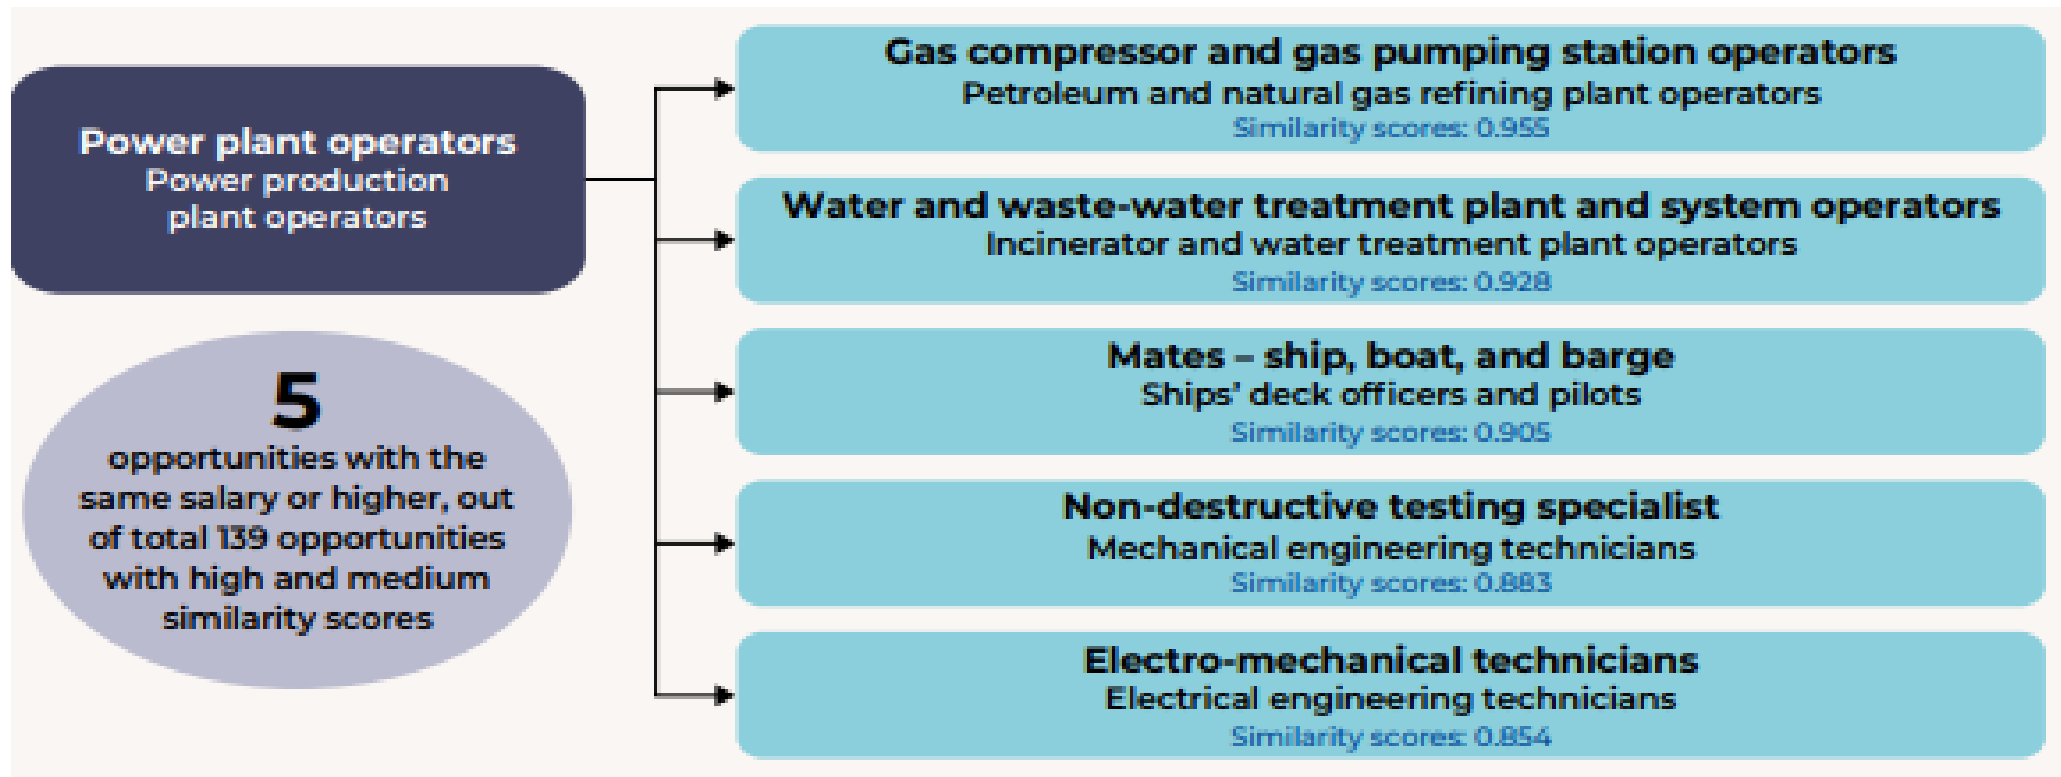 Power plant operators
Power production
plant operators
5
opportunities with the
same salary or higher, out
of total 139 opportunities
with high and medium
similarity scores
Gas compressor and gas pumping station operators
Petroleum and natural gas refining plant operators
Similarity scores: 0.955
Water and waste-water treatment plant and system operators
Incinerator and water treatment plant operators
Similarity scores: 0.928
Mates – ship, boat, and barge
Ships' deck officers and pilots
Similarity scores: 0.905
Non-destructive testing specialist
Mechanical engineering technicians
Similarity scores: 0.883
Electro-mechanical technicians
Electrical engineering technicians
Similarity scores: 0.854